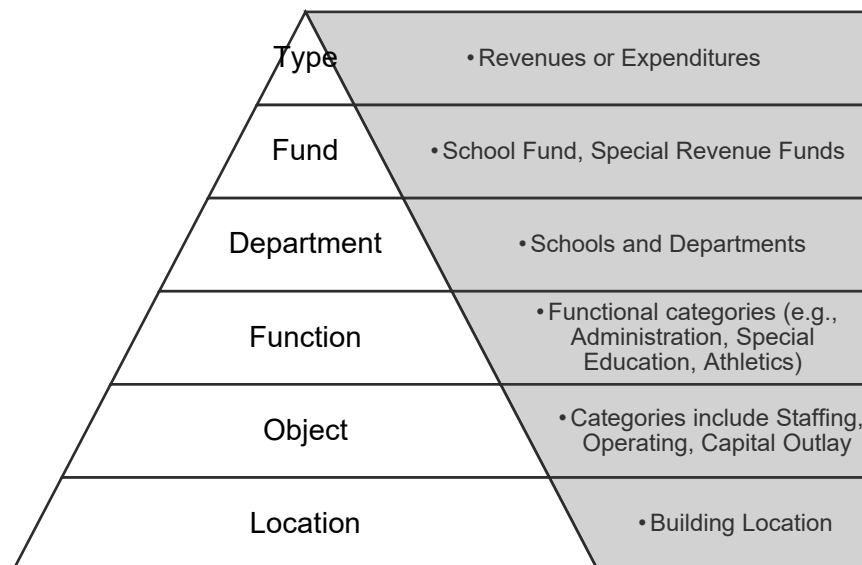 Type
• Revenues or Expenditures
Fund
• School Fund, Special Revenue Funds
Department
• Schools and Departments
Function
• Functional categories (e.g.,
Administration, Special
Education, Athletics)
Object
• Categories include Staffing,
Operating, Capital Outlay
Location
• Building Location